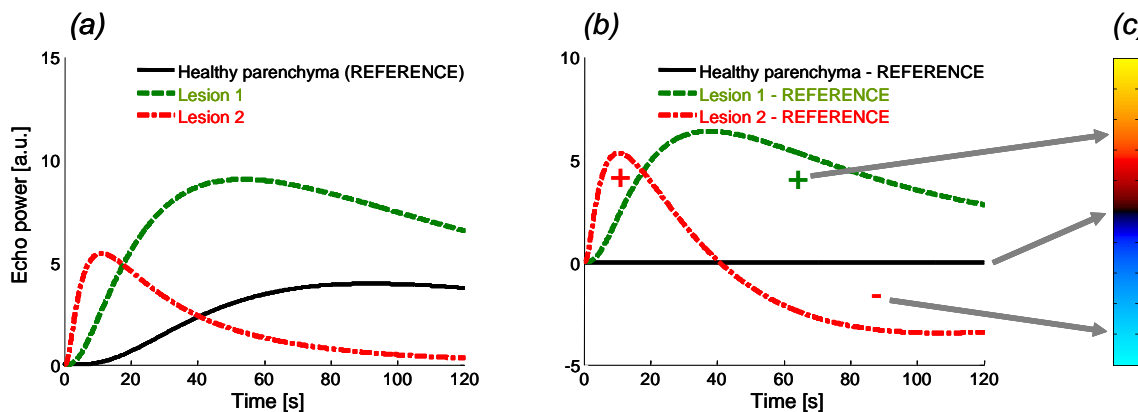 (a)
15
10
5
0
Echo power [a.u.]
Healthy parenchyma (REFERENCE)
Lesion 1
Lesion 2
0 20 40 60 80 100 120
Time [s]
(b)
10
5
0
-5
Healthy parenchyma - REFERENCE
Lesion 1 - REFERENCE
Lesion 2 - REFERENCE
+
+
-
0 20 40 60 80 100 120
Time [s]
(c)